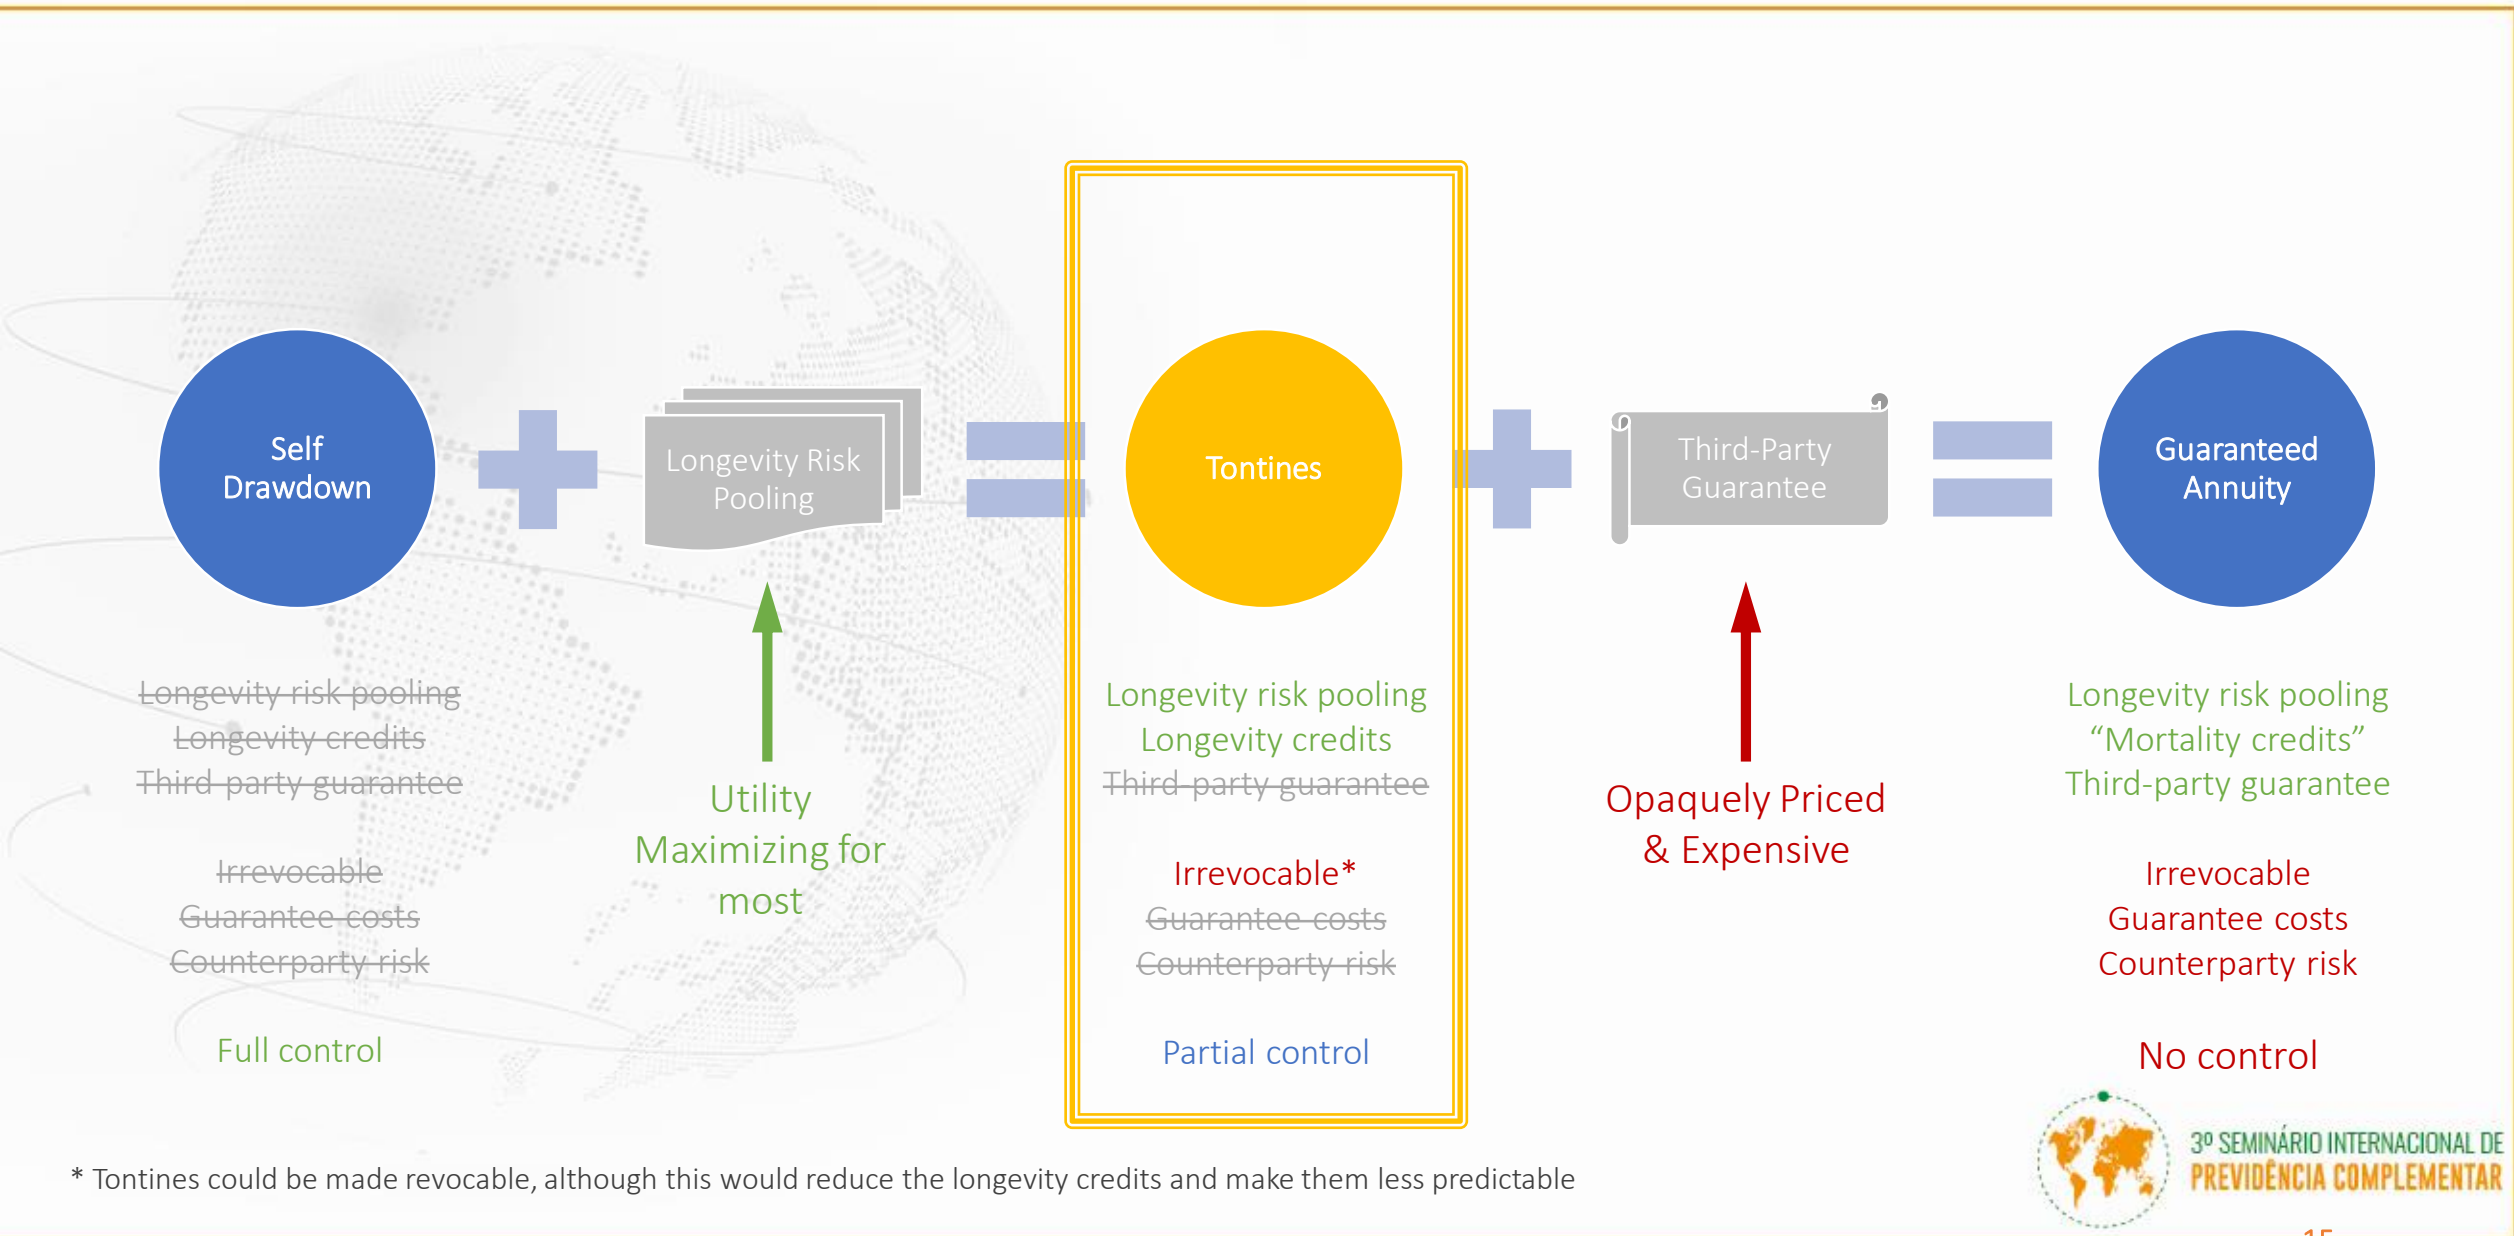 Self
Drawdown
Longevity Risk
Pooling
Tontines
Third-Party
Guarantee
Guaranteed
Annuity
Longevity risk pooling
Longevity credits
Third-party guarantee
Irrevocable
Guarantee costs
Counterparty risk
Full control
Utility
Maximizing for
most
Longevity risk pooling
Longevity credits
Third-party guarantee
Irrevocable*
Guarantee costs
Counterparty risk
Partial control
Opaquely Priced
& Expensive
Longevity risk pooling
“Mortality credits”
Third-party guarantee
Irrevocable
Guarantee costs
Counterparty risk
No control
* Tontines could be made revocable, although this would reduce the longevity credits and make them less predictable
3º SEMINÁRIO INTERNACIONAL DE
PREVIDÊNCIA COMPLEMENTAR